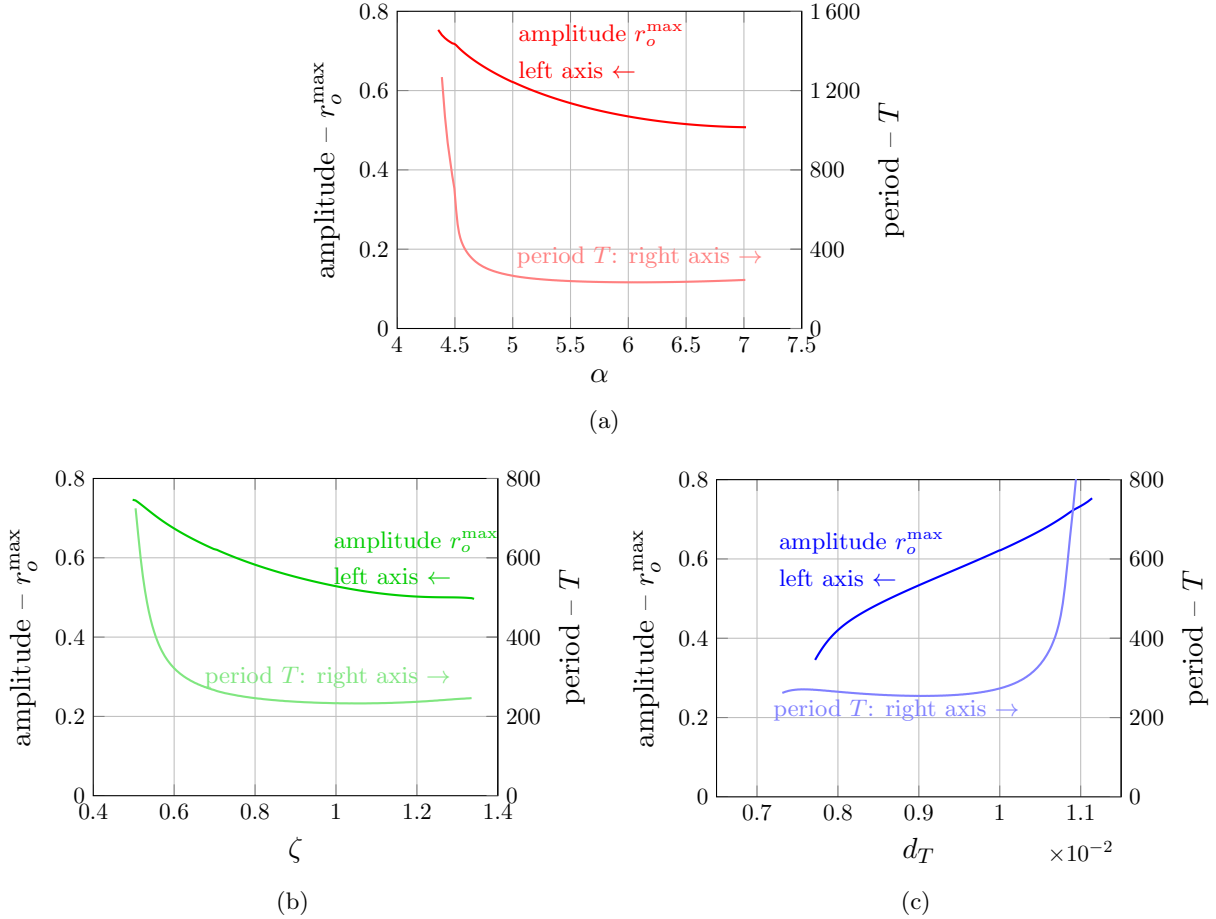 0.8
1 600
amplitude r_o^max
left axis ←
0.6
1 200
0.4
800
0.2
400
period T: right axis →
0
0
4
4.5
5
5.5
6
6.5
7
7.5
amplitude – r_o^max
period – T
α
(a)
0.8
800
amplitude r_o^max
left axis ←
0.6
600
0.4
400
period T: right axis →
0.2
200
0
0
0.4
0.6
0.8
1
1.2
1.4
amplitude – r_o^max
period – T
ζ
(b)
0.8
800
amplitude r_o^max
left axis ←
0.6
600
0.4
400
period T: right axis →
0.2
200
0
0
0.7
0.8
0.9
1
1.1
·10^-2
amplitude – r_o^max
period – T
d_T
(c)